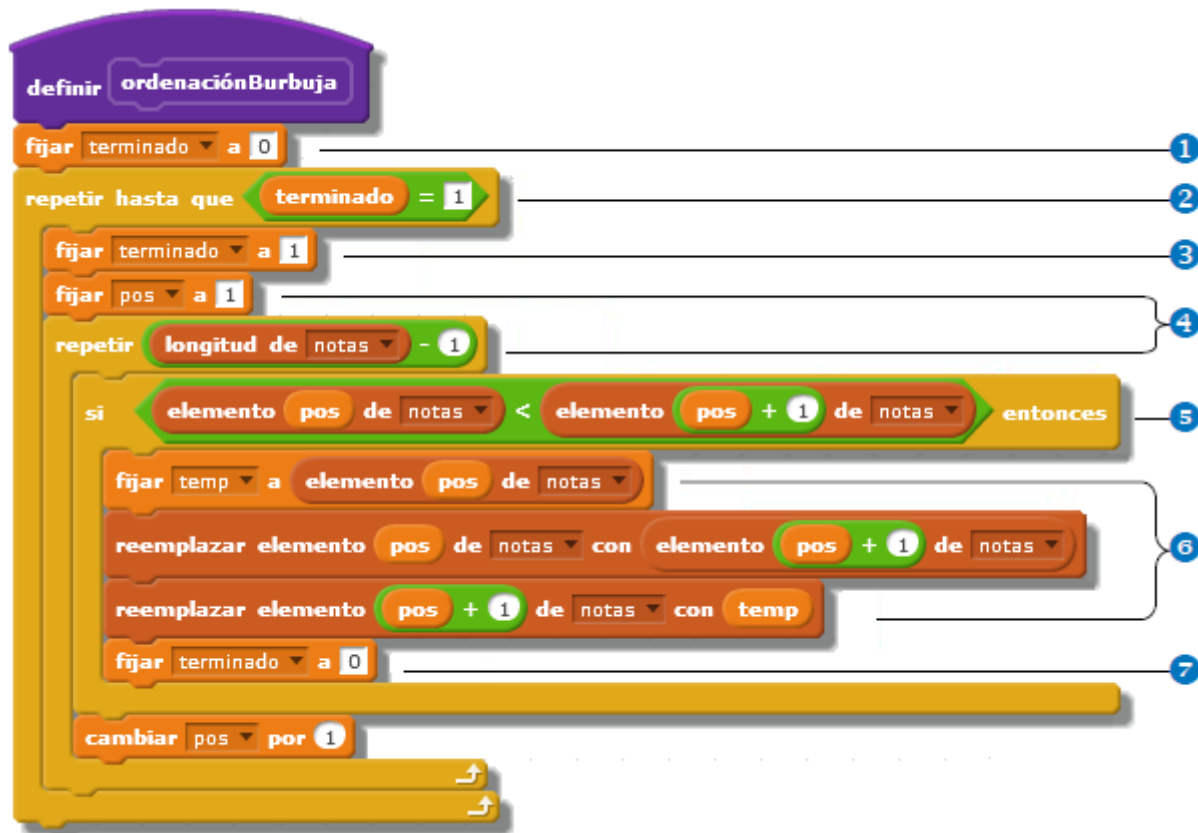 definir ordenaciónBurbuja
fijar terminado a 0
1
repetir hasta que terminado = 1
2
fijar terminado a 1
3
fijar pos a 1
4
repetir longitud de notas - 1
si elemento pos de notas < elemento pos + 1 de notas entonces
5
fijar temp a elemento pos de notas
reemplazar elemento pos de notas con elemento pos + 1 de notas
6
reemplazar elemento pos + 1 de notas con temp
fijar terminado a 0
7
cambiar pos por 1